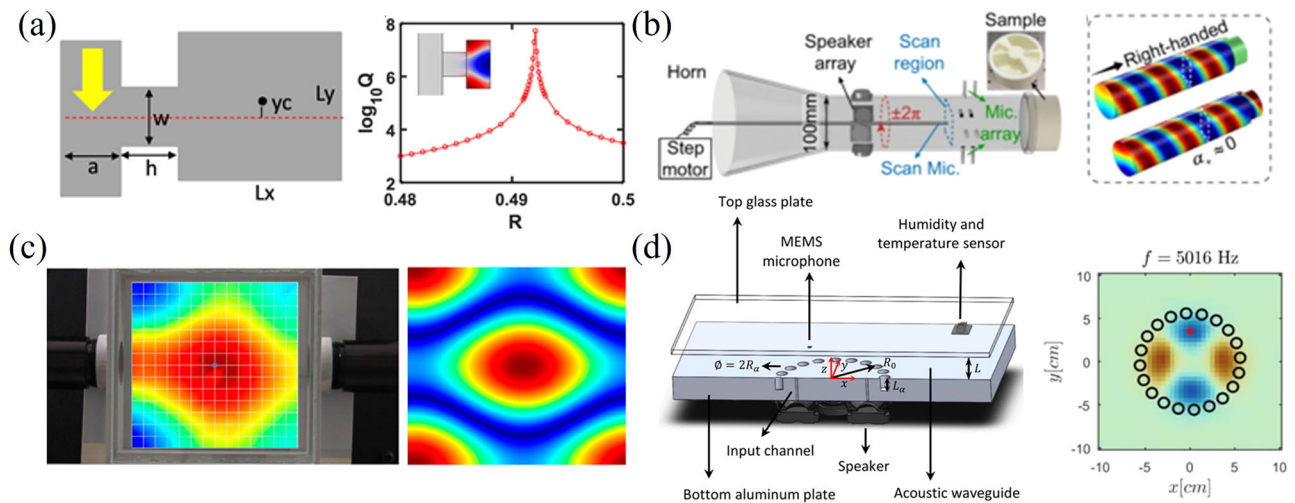 (a)
a
h
w
yc
Ly
Lx
log₁₀Q
8
6
4
2
0.48
0.49
0.5
R
(b)
Horn
Speaker
array
Scan
region
Sample
100mm
±2π
Mic.
array
Step
motor
Scan Mic.
Right-handed
α₊≈0
(c)
(d)
Top glass plate
MEMS
microphone
Humidity and
temperature sensor
Ø = 2Rα
z
y
x
R₀
L
Lα
Input channel
Speaker
Bottom aluminum plate
Acoustic waveguide
f = 5016 Hz
y[cm]
10
5
0
-5
-10
-10
-5
0
5
10
x[cm]